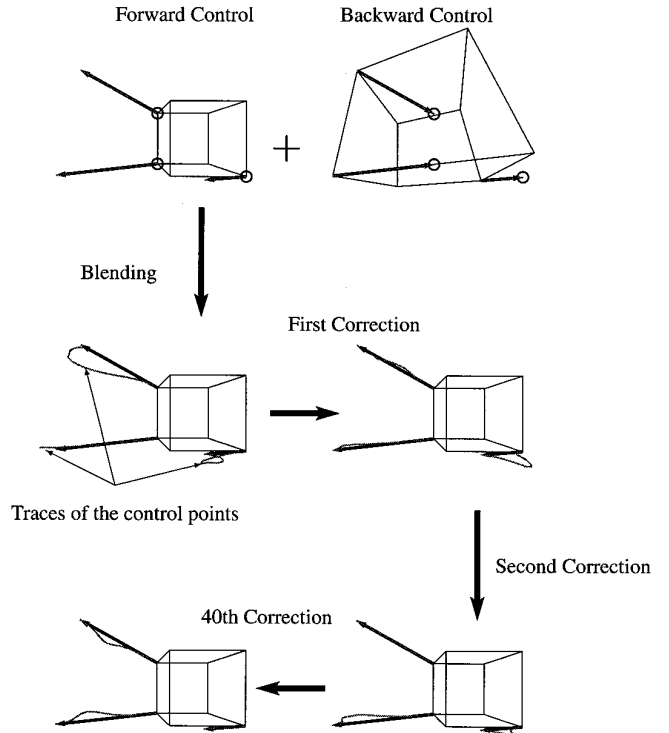 Forward Control
Backward Control
+
Blending
First Correction
Traces of the control points
Second Correction
40th Correction